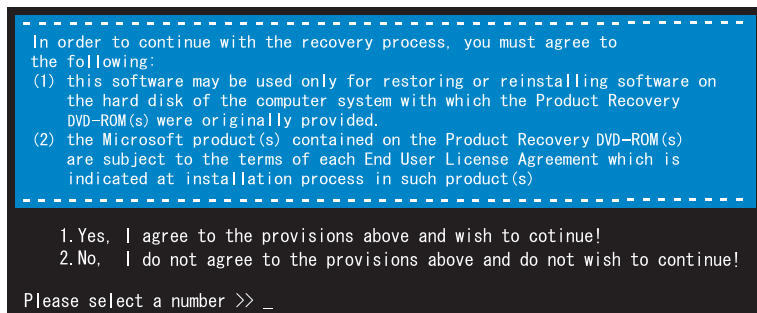 In order to continue with the recovery process, you must agree to
the following:
(1) this software may be used only for restoring or reinstalling software on
the hard disk of the computer system with which the Product Recovery
DVD-ROM(s) were originally provided.
(2) the Microsoft product(s) contained on the Product Recovery DVD-ROM(s)
are subject to the terms of each End User License Agreement which is
indicated at installation process in such product(s)
1. Yes, I agree to the provisions above and wish to cotinue!
2. No, I do not agree to the provisions above and do not wish to continue!
Please select a number >> _